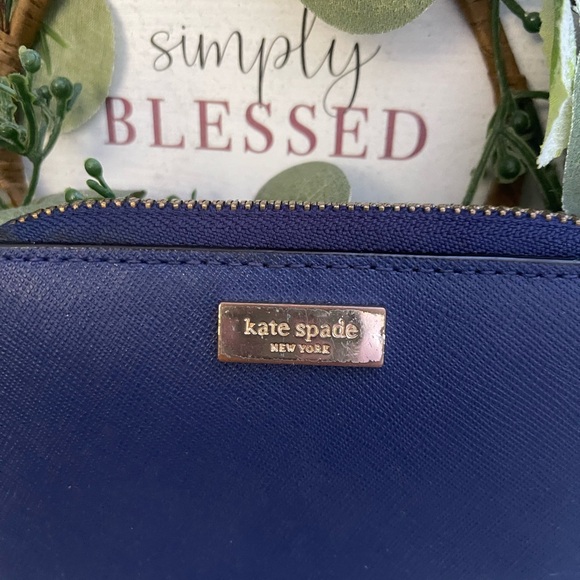 simply
BLESSED
kate spade
NEW YORK